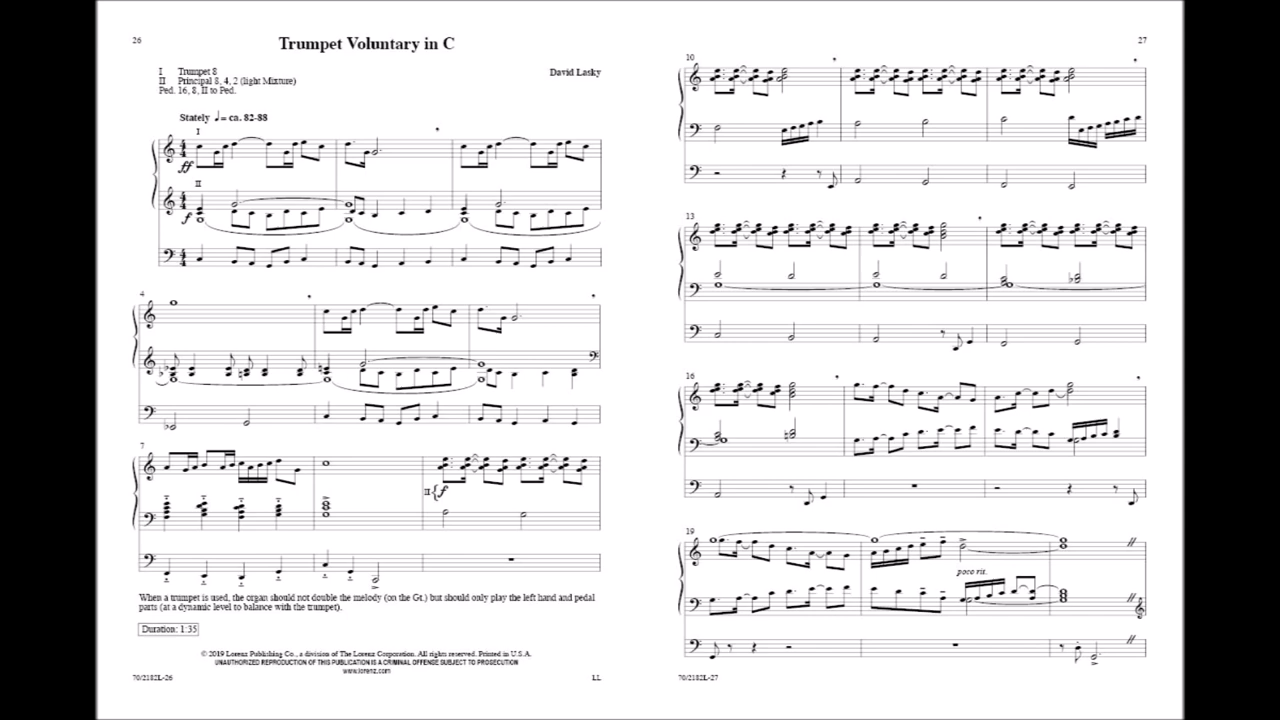 26
Trumpet Voluntary in C
I Trumpet 8
II Principal 8, 4, 2 (light Mixture)
Ped. 16, 8, II to Ped.
David Lasky
Stately ♩= ca. 82-88
I
ff
II
f
4
7
II f
When a trumpet is used, the organ should not double the melody (on the Gt.) but should only play the left hand and pedal
parts (at a dynamic level to balance with the trumpet).
Duration: 1:35
© 2019 Lorenz Publishing Co., a division of The Lorenz Corporation. All rights reserved. Printed in U.S.A.
UNAUTHORIZED REPRODUCTION OF THIS PUBLICATION IS A CRIMINAL OFFENSE SUBJECT TO PROSECUTION
www.lorenz.com
70/2182L-26
LL
27
10
13
16
19
poco rit.
70/2182L-27